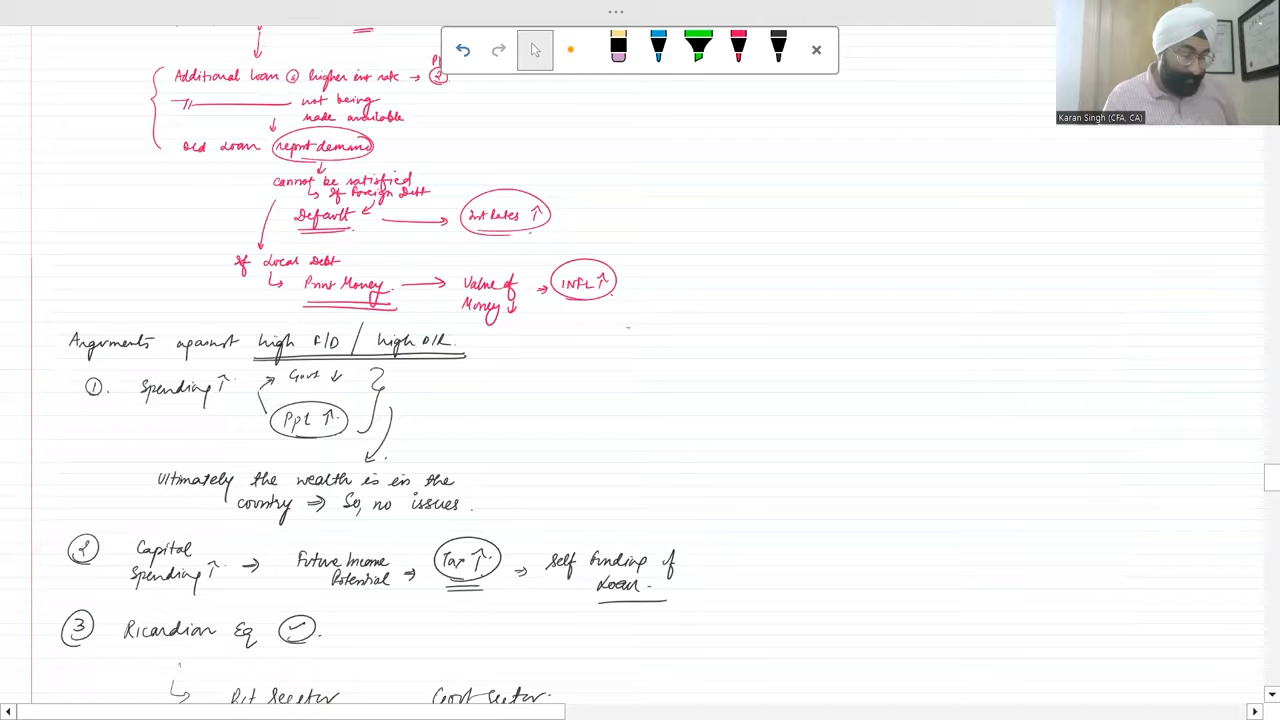 Additional Loan @ higher int rate → 2
—"— not being
made available
Old Loan repmt demand
cannot be satisfied
↳ If Foreign Debt
Default → Int Rates ↑
If Local Debt
↳ Print Money → Value of Money ↓ ⇒ INFL ↑
Arguments against high F/D / high D/R
①. Spending ↑ Govt ↓
Ppl ↑
Ultimately the wealth is in the
country ⇒ So, no issues.
② Capital Spending ↑ → Future Income Potential ⇒ Tax ↑ ⇒ Self funding of Loan.
③ Ricardian Eq ✓.
↳ Pvt Sector Govt Sector.
Karan Singh (CFA, CA)